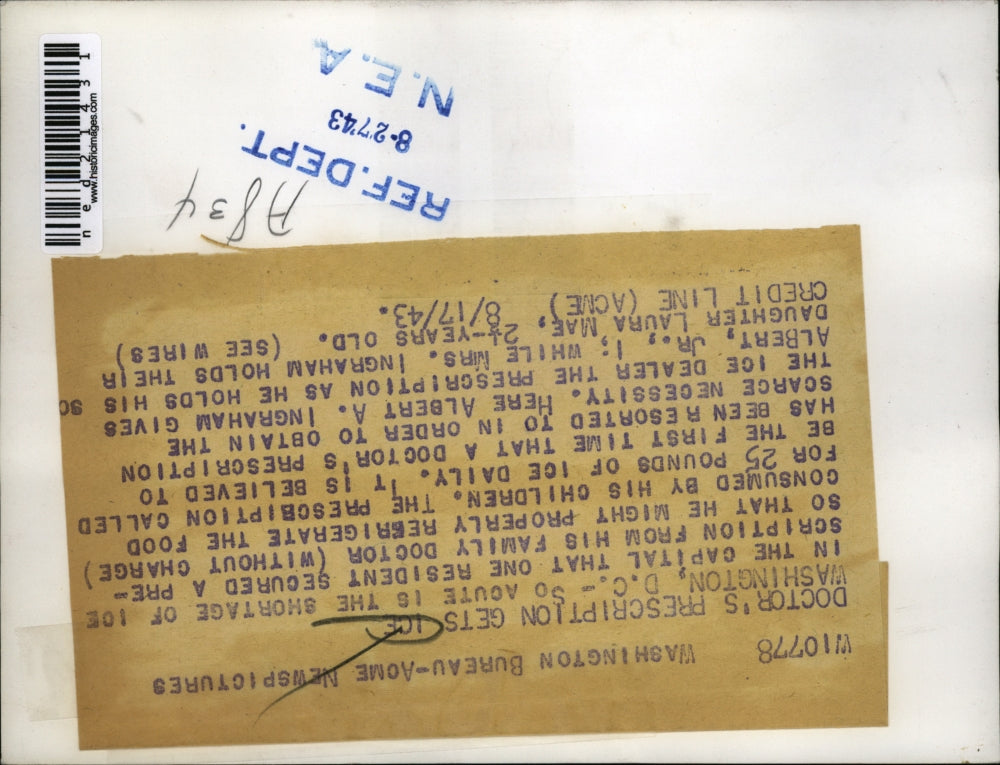 W10778 WASHINGTON BUREAU-ACME NEWSPICTURES
DOCTOR'S PRESCRIPTION GETS ICE
WASHINGTON, D.C.- SO ACUTE IS THE SHORTAGE OF ICE
IN THE CAPITAL THAT ONE RESIDENT SECURED A PRE-
SCRIPTION FROM HIS FAMILY DOCTOR (WITHOUT CHARGE)
SO THAT HE MIGHT PROPERLY REFRIGERATE THE FOOD
CONSUMED BY HIS CHILDREN. THE PRESCRIPTION CALLED
FOR 25 POUNDS OF ICE DAILY. IT IS BELIEVED TO
BE THE FIRST TIME THAT A DOCTOR'S PRESCRIPTION
HAS BEEN RESORTED TO IN ORDER TO OBTAIN THE
SCARCE NECESSITY. HERE ALBERT A. INGRAHAM GIVES
THE ICE DEALER THE PRESCRIPTION AS HE HOLDS HIS SO
ALBERT, JR., 1; WHILE MRS. INGRAHAM HOLDS THEIR
DAUGHTER LAURA MAE, 2½-YEARS OLD. (SEE WIRES)
CREDIT LINE (ACME) 8/17/43.
A834
REF. DEPT.
8-27 43
N.E.A
ned21431
www.historicimages.com